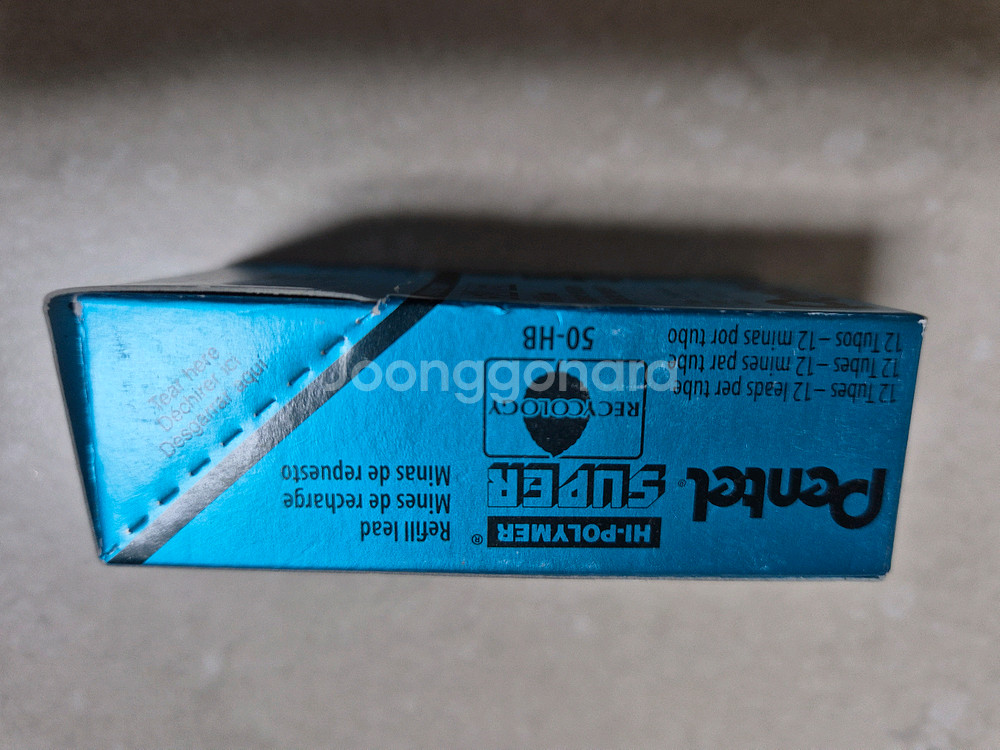 Pentel®
HI-POLYMER®
SUPER
Refill lead
Mines de recharge
Minas de repuesto
12 Tubes – 12 leads per tube
12 Tubes – 12 mines par tube
12 Tubos – 12 minas por tubo
RECYCOLOGY
50-HB
Tear here
Déchirer ici
Desgarrar aquí
Joonggonara